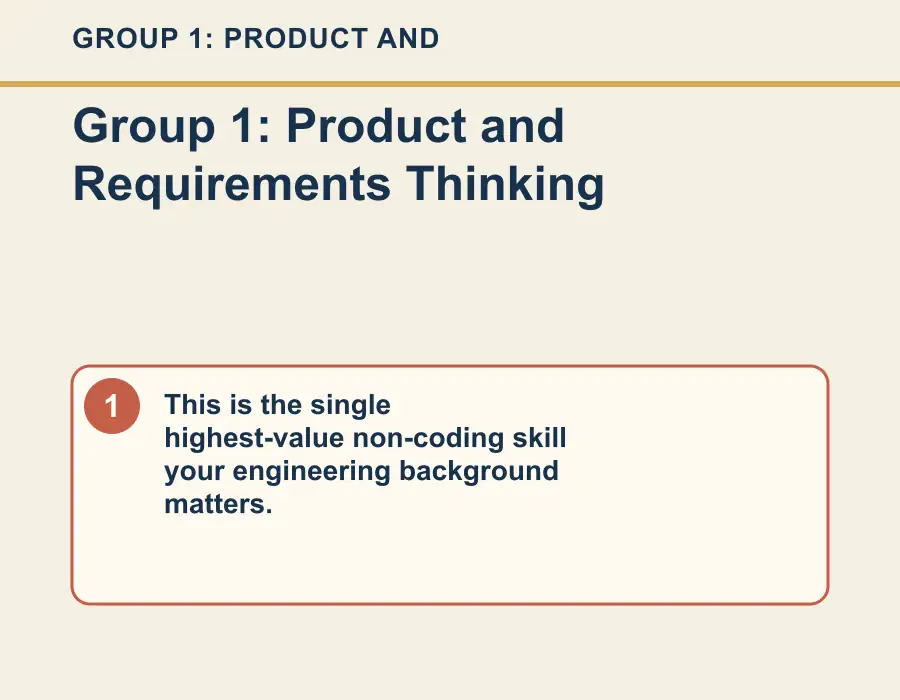 GROUP 1: PRODUCT AND
Group 1: Product and
Requirements Thinking
1
This is the single
highest-value non-coding skill
your engineering background
matters.